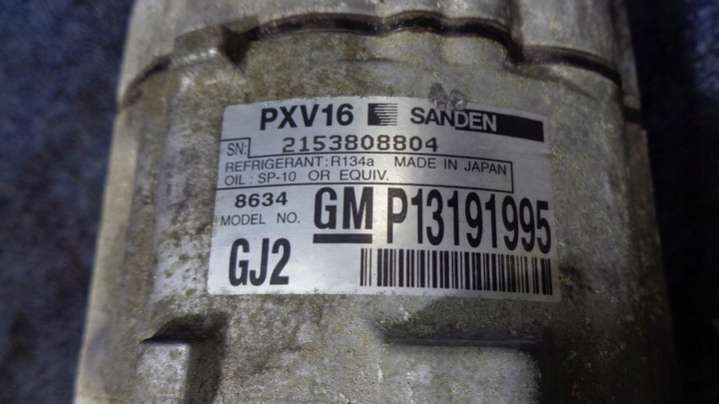 PXV16 SANDEN
SN: 2153808804
REFRIGERANT:R134a MADE IN JAPAN
OIL : SP-10 OR EQUIV.
8634
MODEL NO.
GM P13191995
GJ2